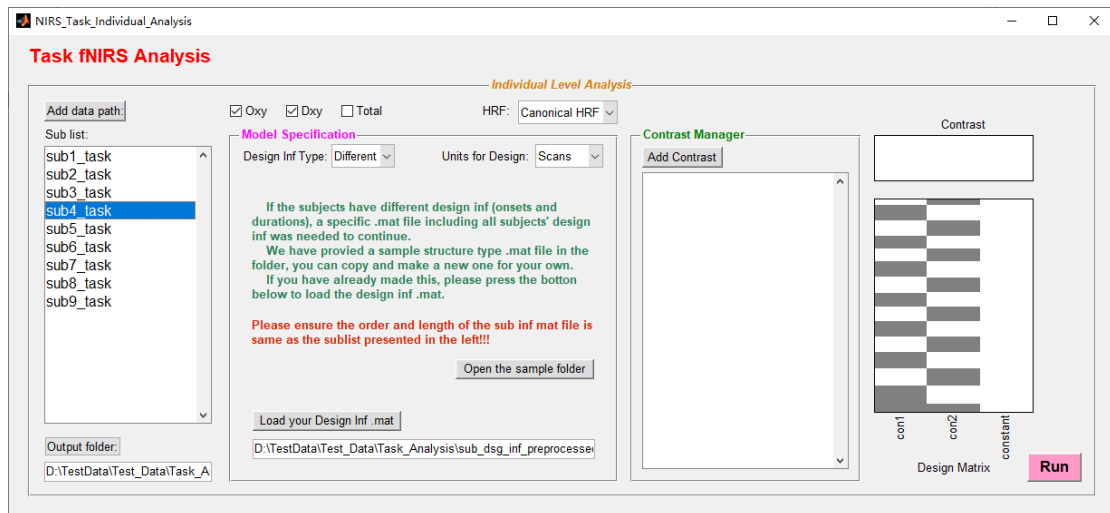 NIRS_Task_Individual_Analysis
Task fNIRS Analysis
Individual Level Analysis
Add data path:
Oxy Dxy Total HRF: Canonical HRF
Sub list:
sub1_task
sub2_task
sub3_task
sub4_task
sub5_task
sub6_task
sub7_task
sub8_task
sub9_task
Output folder:
D:\TestData\Test_Data\Task_A
Model Specification
Design Inf Type: Different Units for Design: Scans
If the subjects have different design inf (onsets and
durations), a specific .mat file including all subjects' design
inf was needed to continue.
We have provied a sample structure type .mat file in the
folder, you can copy and make a new one for your own.
If you have already made this, please press the botton
below to load the design inf .mat.
Please ensure the order and length of the sub inf mat file is
same as the sublist presented in the left!!!
Open the sample folder
Load your Design Inf .mat
D:\TestData\Test_Data\Task_Analysis\sub_dsg_inf_preprocessed
Contrast Manager
Add Contrast
Contrast
con1
con2
constant
Design Matrix
Run